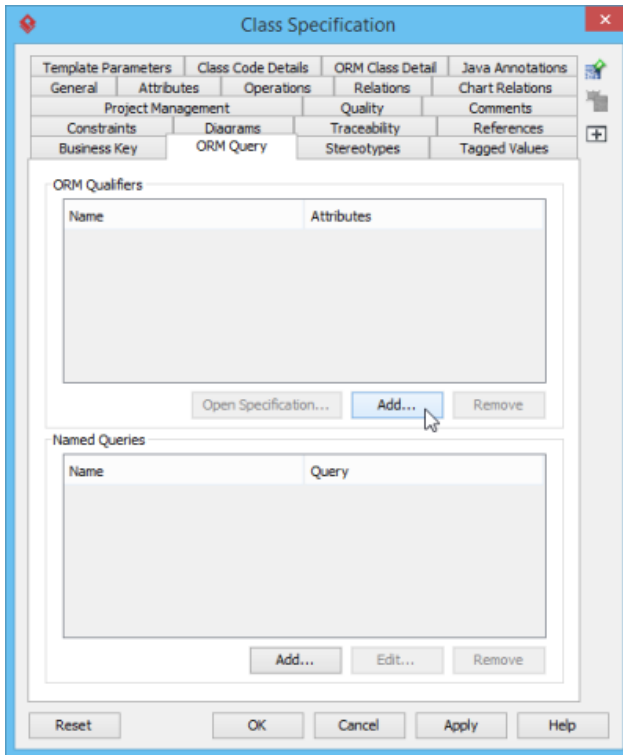 Class Specification
Template Parameters Class Code Details ORM Class Detail Java Annotations
General Attributes Operations Relations Chart Relations
Project Management Quality Comments
Constraints Diagrams Traceability References
Business Key ORM Query Stereotypes Tagged Values
ORM Qualifiers
Name Attributes
Open Specification... Add... Remove
Named Queries
Name Query
Add... Edit... Remove
Reset OK Cancel Apply Help